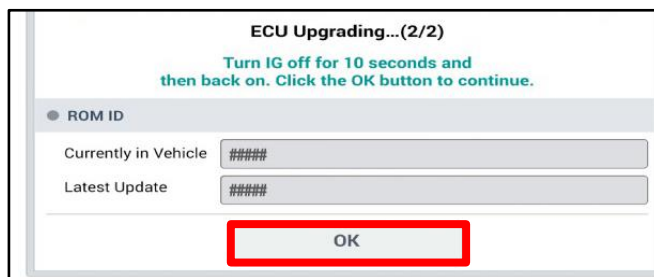 ECU Upgrading...(2/2)
Turn IG off for 10 seconds and
then back on. Click the OK button to continue.
ROM ID
Currently in Vehicle #####
Latest Update #####
OK